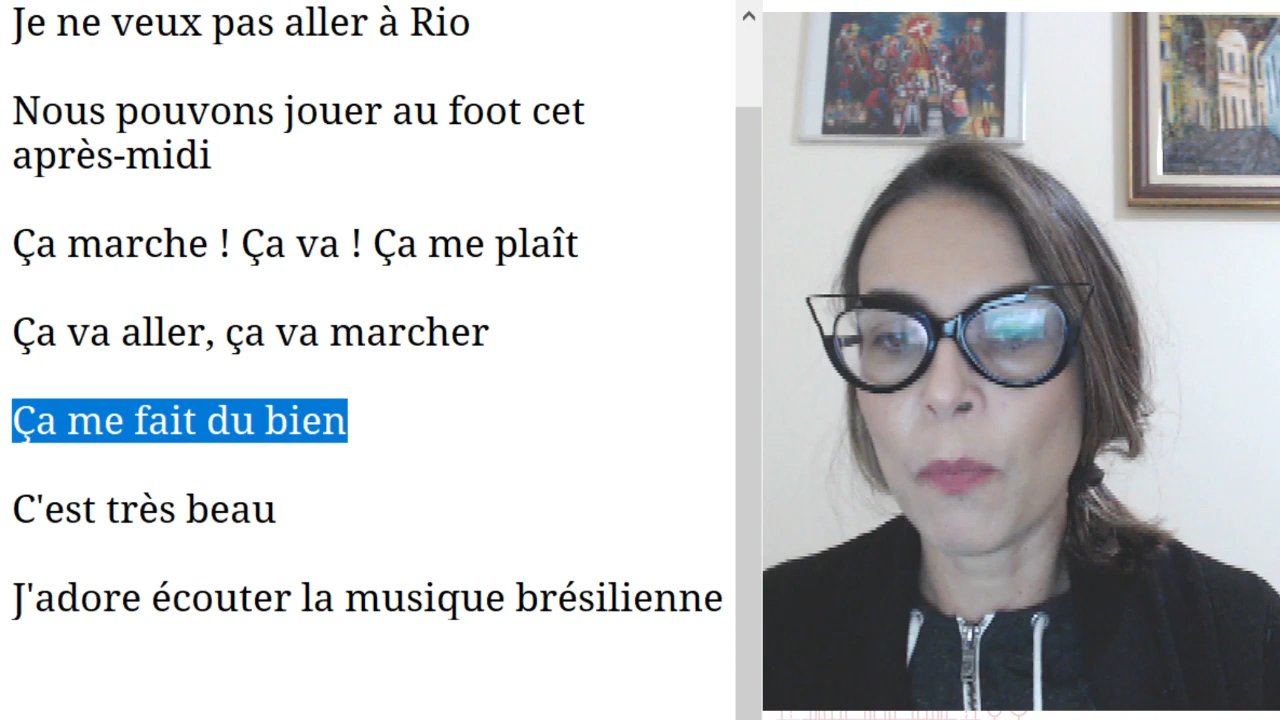 Je ne veux pas aller à Rio
Nous pouvons jouer au foot cet
après-midi
Ça marche ! Ça va ! Ça me plaît
Ça va aller, ça va marcher
Ça me fait du bien
C'est très beau
J'adore écouter la musique brésilienne